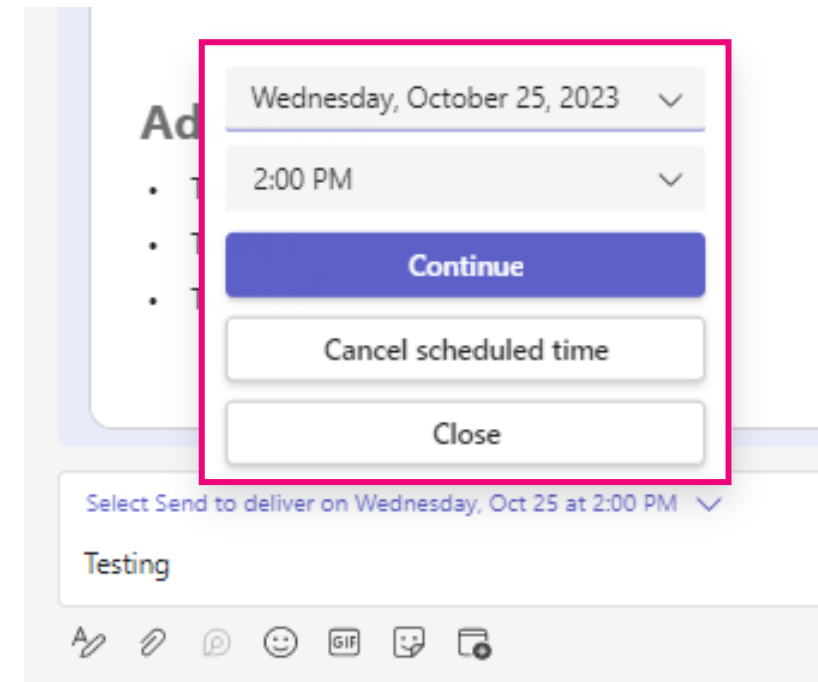 Wednesday, October 25, 2023
Ad
2:00 PM
Continue
Cancel scheduled time
Close
Select Send to deliver on Wednesday, Oct 25 at 2:00 PM
Testing
GIF